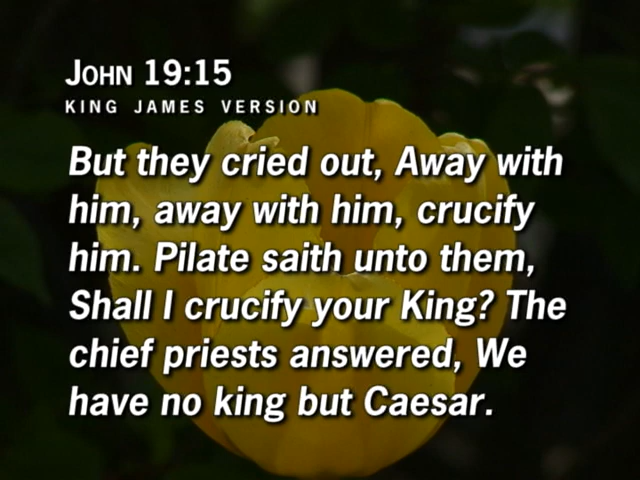 John 19:15
KING JAMES VERSION
But they cried out, Away with
him, away with him, crucify
him. Pilate saith unto them,
Shall I crucify your King? The
chief priests answered, We
have no king but Caesar.